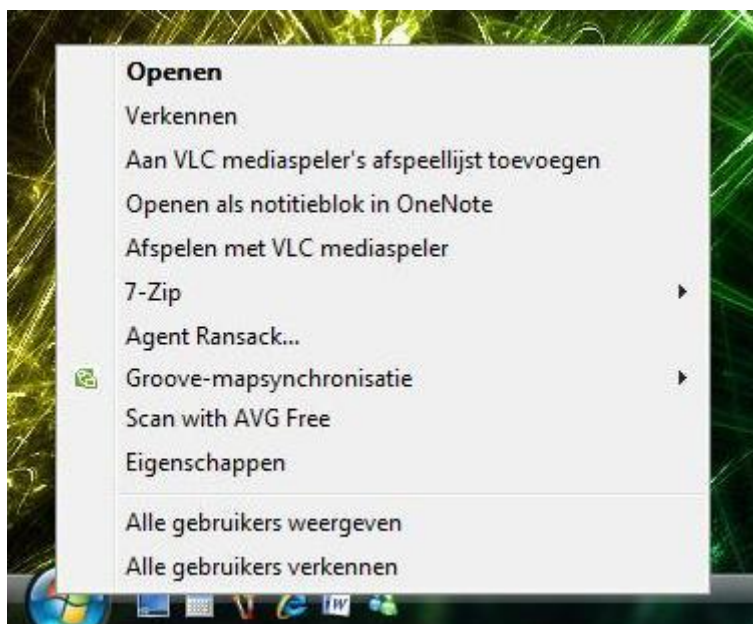 Openen
Verkennen
Aan VLC mediaspeler's afspeellijst toevoegen
Openen als notitieblok in OneNote
Afspelen met VLC mediaspeler
7-Zip
Agent Ransack...
Groove-mapsynchronisatie
Scan with AVG Free
Eigenschappen
Alle gebruikers weergeven
Alle gebruikers verkennen